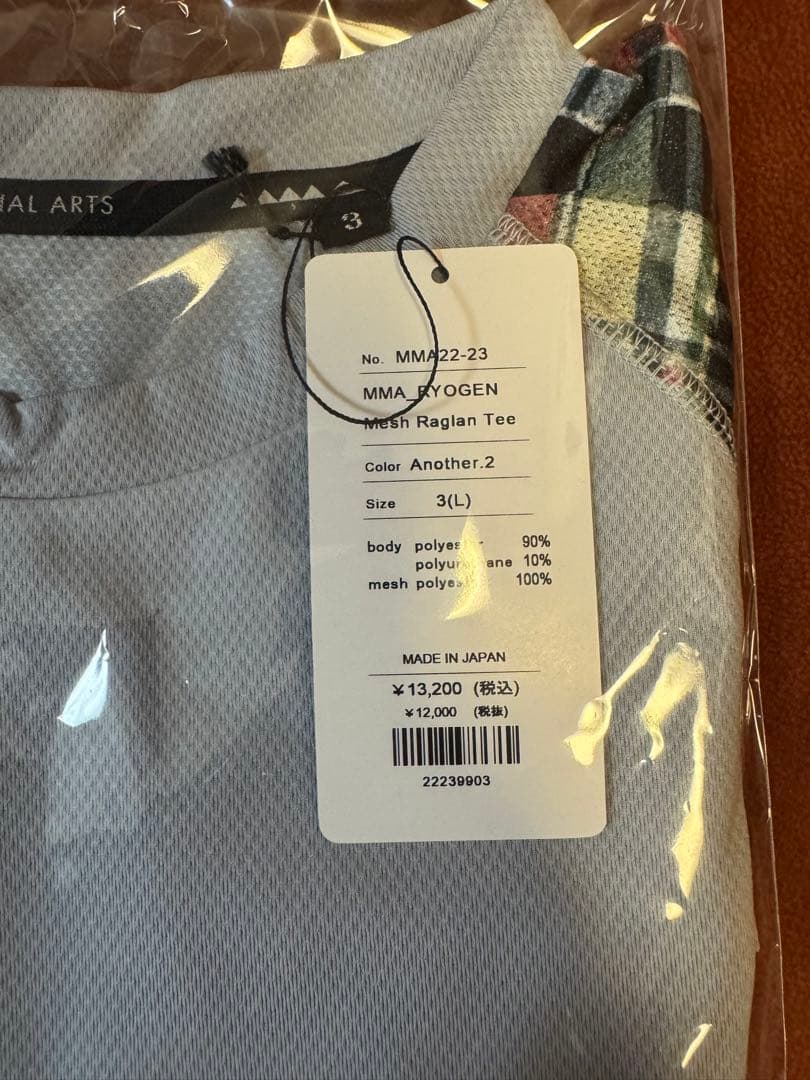 IAL ARTS
3
No. MMA22-23
MMA_RYOGEN
Mesh Raglan Tee
Color Another.2
Size 3(L)
body 90%
10%
mesh 100%
MADE IN JAPAN
¥13,200 (税込)
¥12,000 (税抜)
22239903